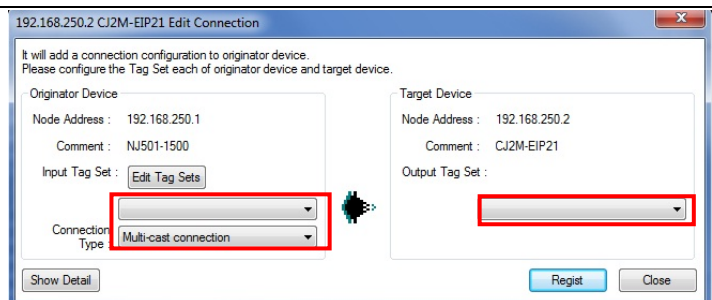 192.168.250.2 CJ2M-EIP21 Edit Connection
It will add a connection configuration to originator device.
Please configure the Tag Set each of originator device and target device.
Originator Device
Node Address : 192.168.250.1
Comment : NJ501-1500
Input Tag Set : Edit Tag Sets
Connection Type : Multi-cast connection
Target Device
Node Address : 192.168.250.2
Comment : CJ2M-EIP21
Output Tag Set :
Show Detail
Regist
Close